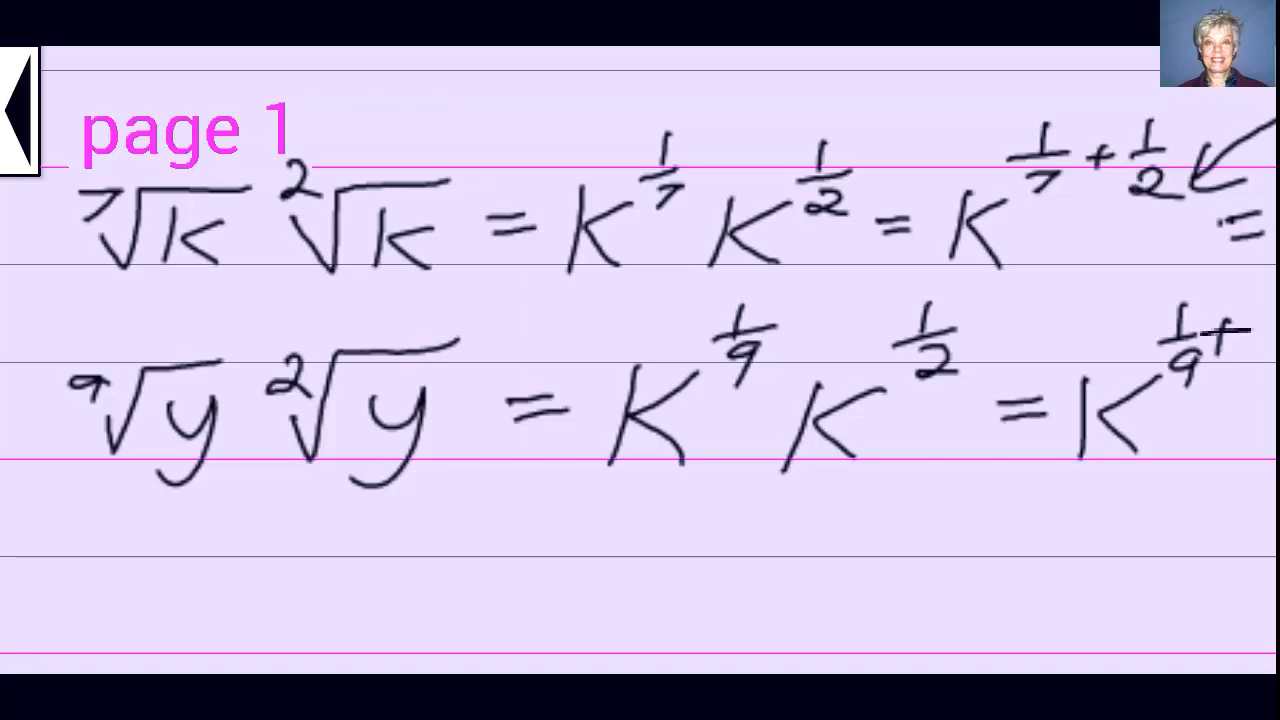 page 1
⁷√K ²√K = K^(1/7) K^(1/2) = K^(1/7 + 1/2) =
⁹√y ²√y = K^(1/9) K^(1/2) = K^(1/9 +